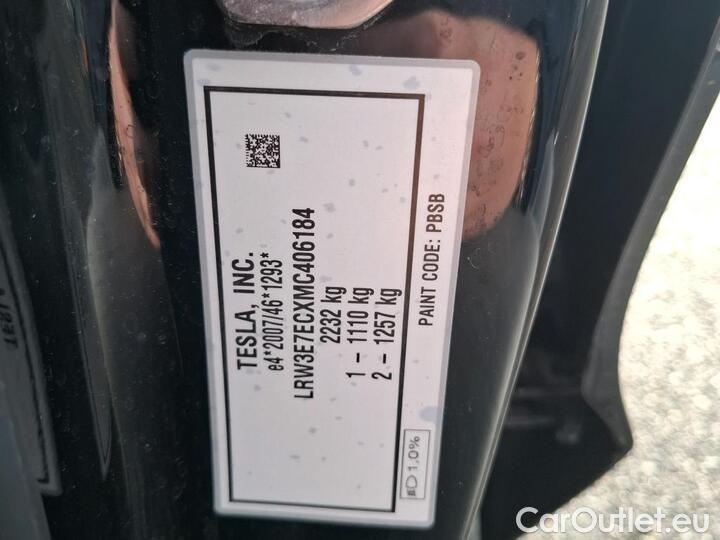 TESLA, INC.
e4*2007/46*1293*
LRW3E7ECXMC406184
2232 kg
1 – 1110 kg
2 – 1257 kg
PAINT CODE: PBSB
1,0%
CarOutlet.eu